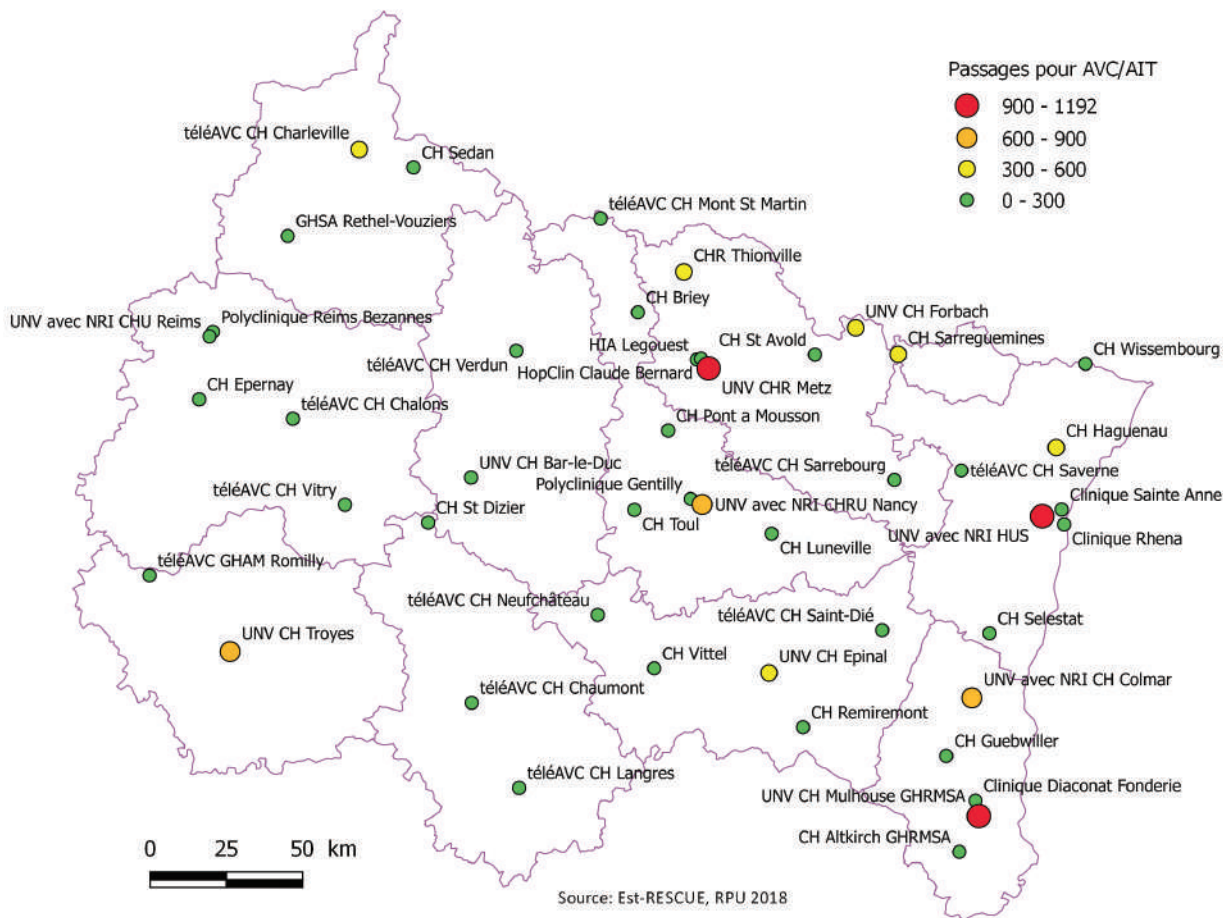 Passages pour AVC/AIT
900 - 1192
600 - 900
300 - 600
0 - 300
téléAVC CH Charleville
CH Sedan
téléAVC CH Mont St Martin
GHSA Rethel-Vouziers
CHR Thionville
UNV CH Forbach
CH Briey
UNV avec NRI CHU Reims
Polyclinique Reims Bezannes
CH Sarreguemines
HIA Legouest
CH St Avold
CH Wissembourg
téléAVC CH Verdun
HopClin Claude Bernard
UNV CHR Metz
CH Epernay
téléAVC CH Chalons
CH Pont a Mousson
CH Haguenau
UNV CH Bar-le-Duc
téléAVC CH Sarrebourg
téléAVC CH Saverne
Polyclinique Gentilly
téléAVC CH Vitry
CH St Dizier
UNV avec NRI CHRU Nancy
Clinique Sainte Anne
CH Toul
UNV avec NRI HUS
Clinique Rhena
CH Luneville
téléAVC GHAM Romilly
téléAVC CH Neufchâteau
téléAVC CH Saint-Dié
CH Selestat
UNV CH Troyes
CH Vittel
UNV CH Epinal
UNV avec NRI CH Colmar
téléAVC CH Chaumont
CH Remiremont
CH Guebwiller
téléAVC CH Langres
Clinique Diaconat Fonderie
UNV CH Mulhouse GHRMSA
CH Altkirch GHRMSA
0 25 50 km
Source: Est-RESCUE, RPU 2018